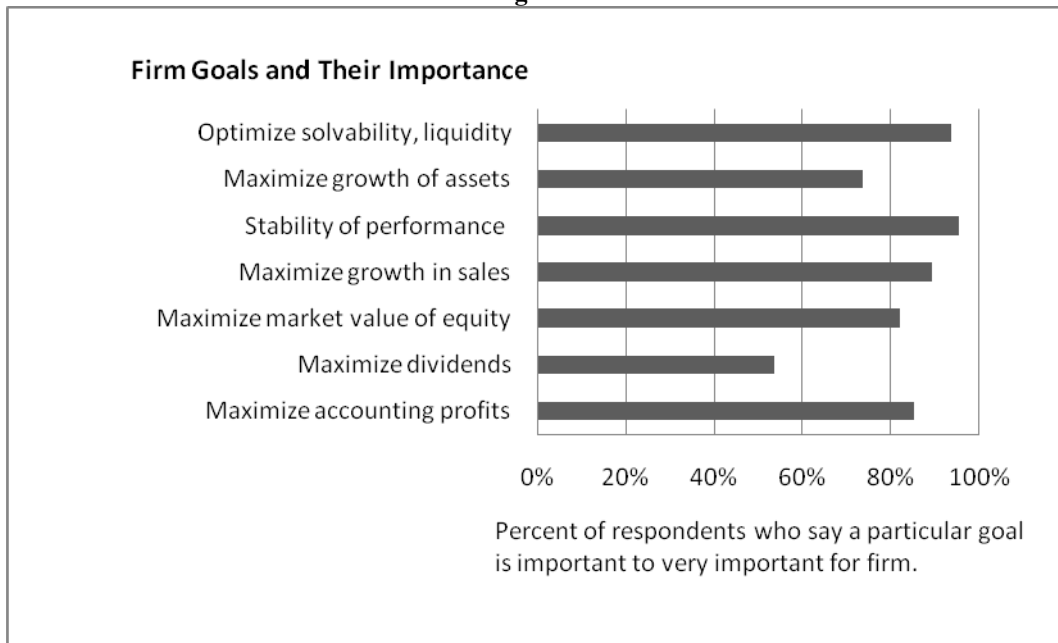 Firm Goals and Their Importance
Optimize solvability, liquidity
Maximize growth of assets
Stability of performance
Maximize growth in sales
Maximize market value of equity
Maximize dividends
Maximize accounting profits
0% 20% 40% 60% 80% 100%
Percent of respondents who say a particular goal
is important to very important for firm.